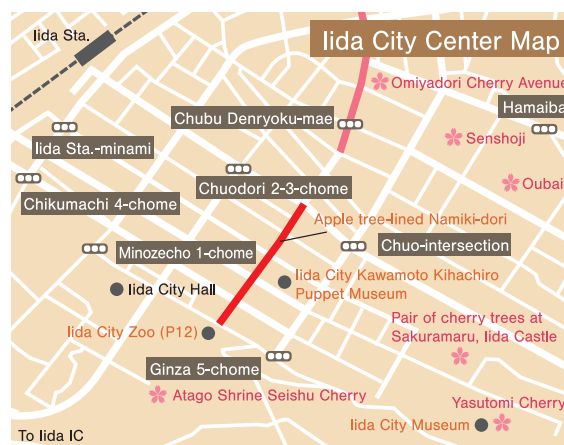 Iida Sta.
Iida City Center Map
Omiyadori Cherry Avenue
Hamaiba
Chubu Denryoku-mae
Senshoji
Iida Sta.-minami
Chuodori 2-3-chome
Oubai
Chikumachi 4-chome
Apple tree-lined Namiki-dori
Minozecho 1-chome
Chuo-intersection
Iida City Hall
Iida City Kawamoto Kihachiro
Puppet Museum
Iida City Zoo (P12)
Pair of cherry trees at
Sakuramaru, Iida Castle
Ginza 5-chome
Atago Shrine Seishu Cherry
Yasutomi Cherry
Iida City Museum
To Iida IC